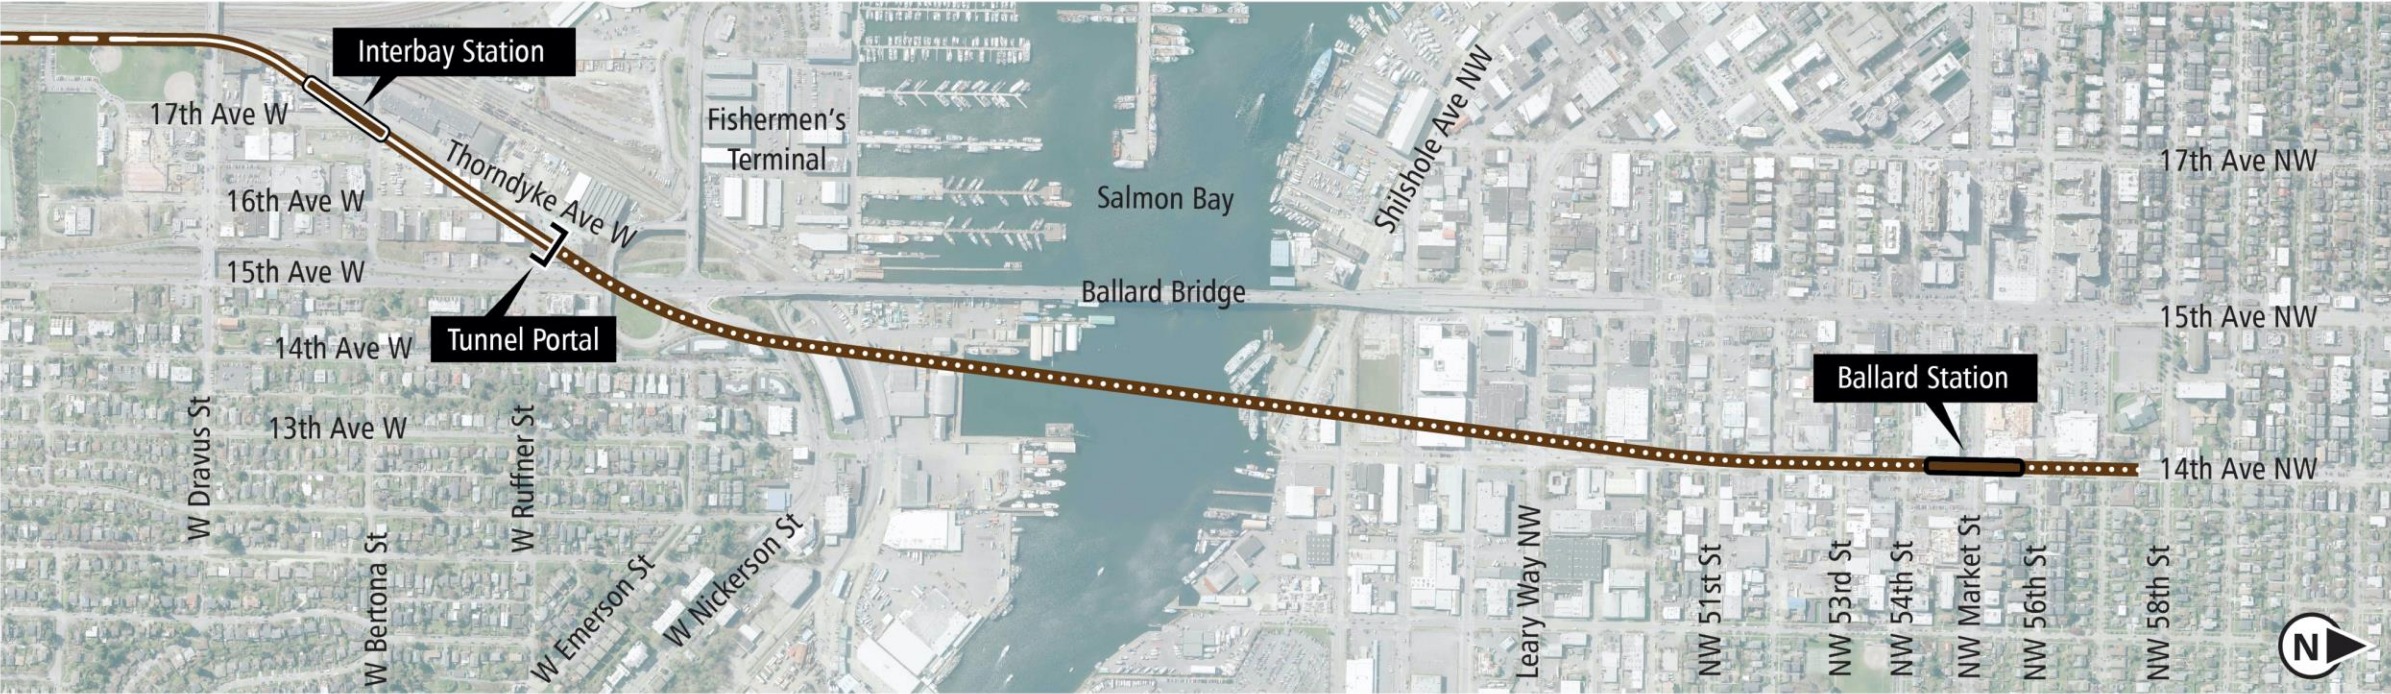 Interbay Station
17th Ave W
Thorndyke Ave W
16th Ave W
15th Ave W
Tunnel Portal
14th Ave W
13th Ave W
W Dravus St
W Bertona St
W Ruffner St
W Emerson St
W Nickerson St
Fishermen's
Terminal
Salmon Bay
Ballard Bridge
Shilshole Ave NW
Leary Way NW
NW 51st St
NW 53rd St
NW 54th St
NW Market St
NW 56th St
NW 58th St
Ballard Station
17th Ave NW
15th Ave NW
14th Ave NW
N